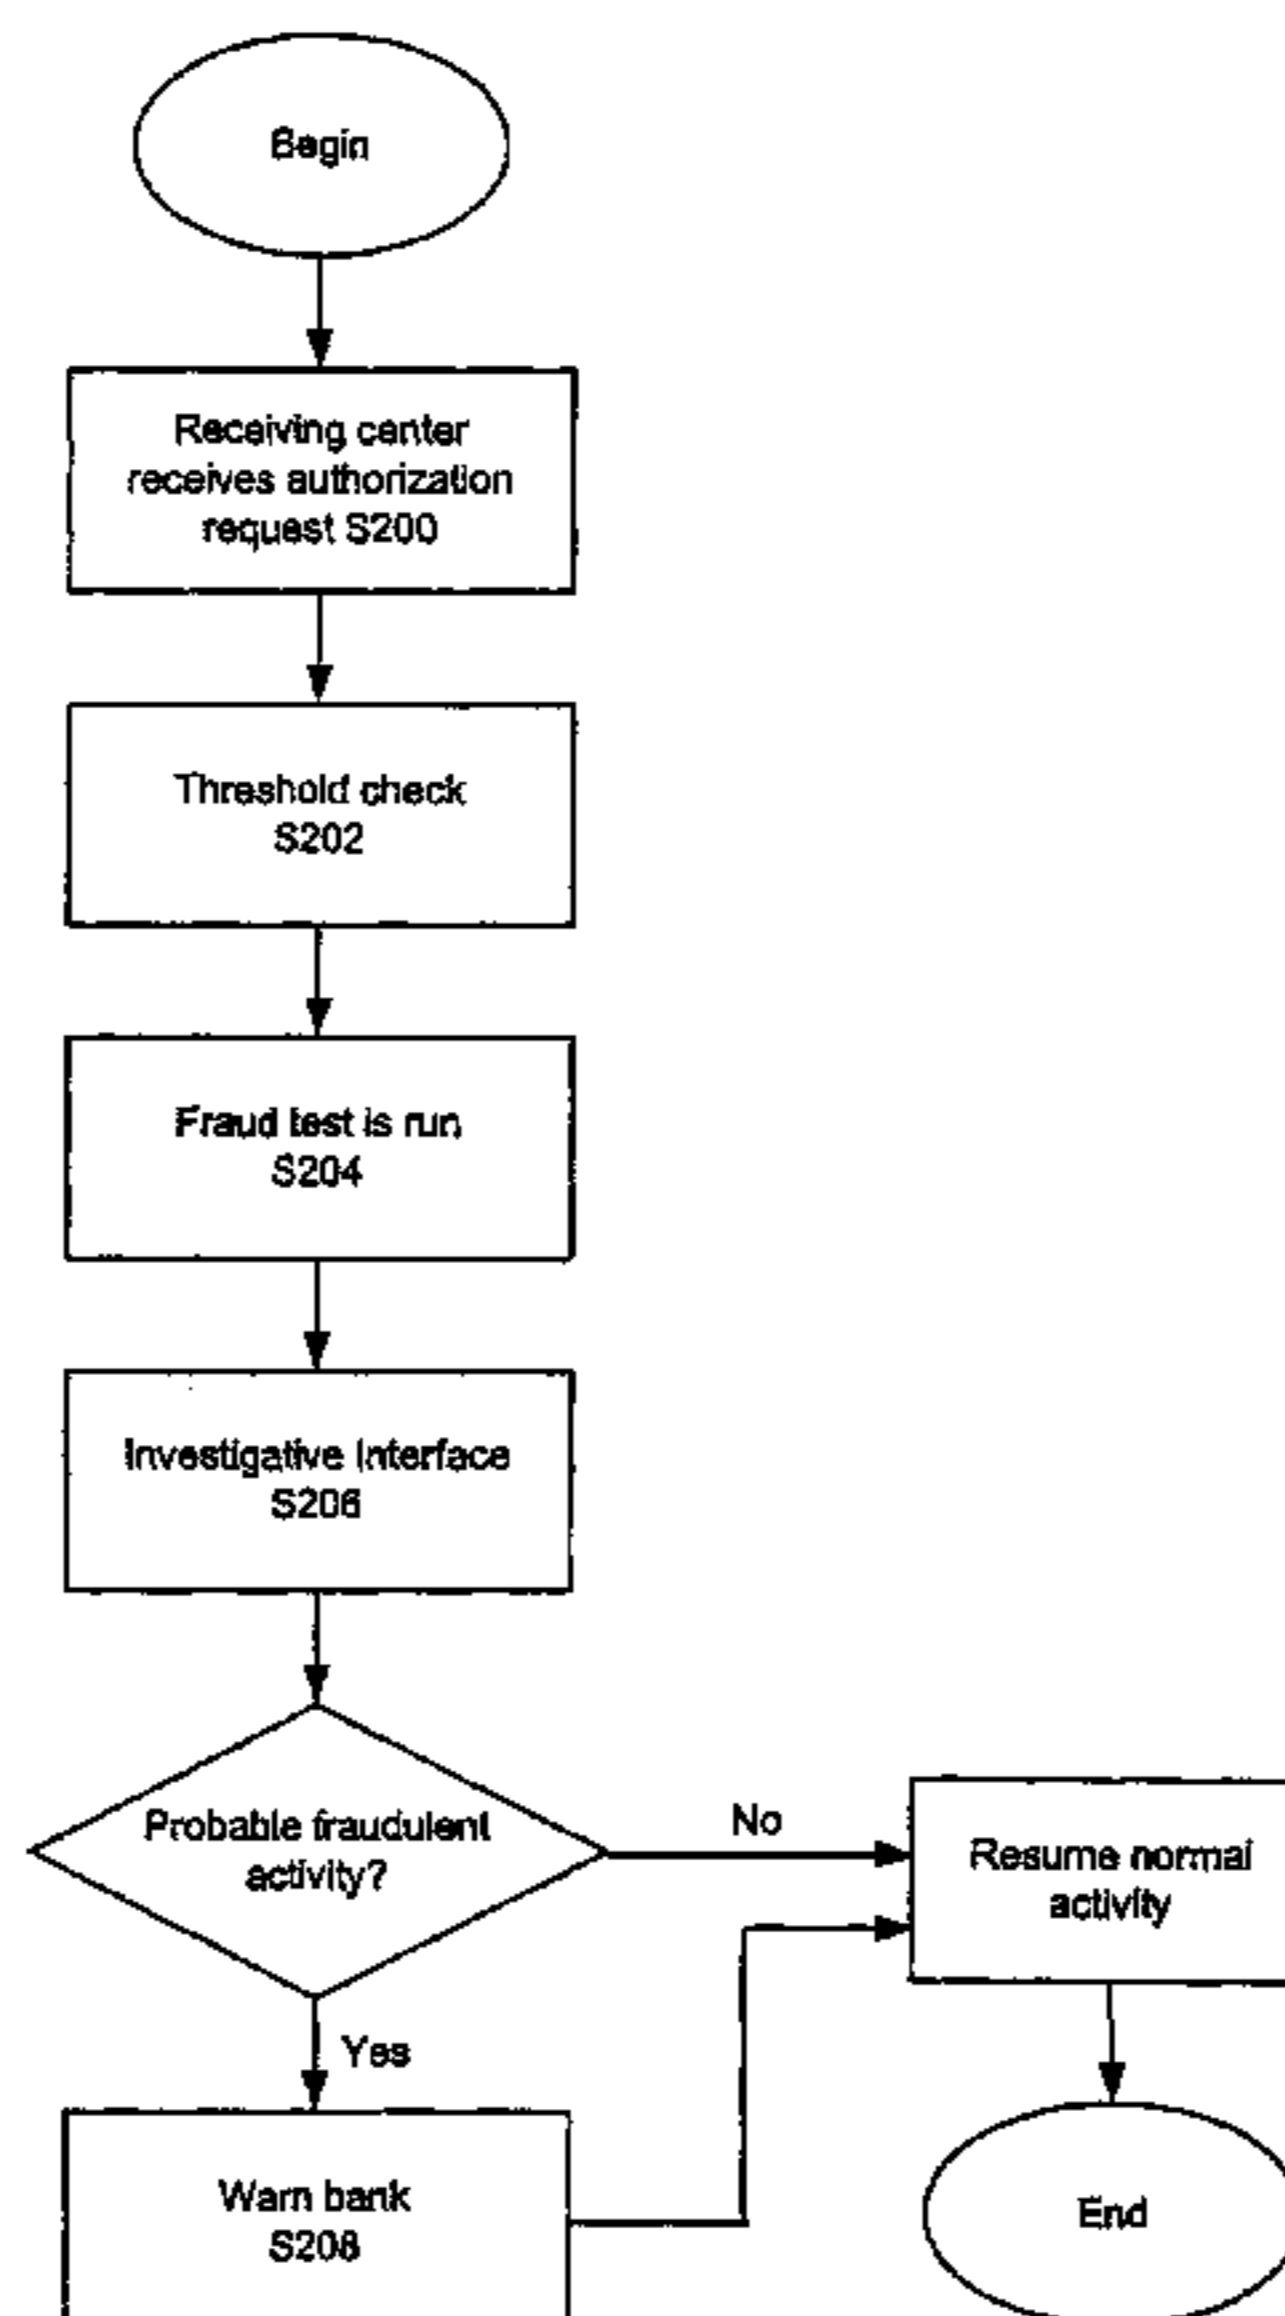 Begin
Receiving center
receives authorization
request S200
Threshold check
S202
Fraud test is run
S204
Investigative Interface
S206
Probable fraudulent
activity?
No
Resume normal
activity
Yes
Warn bank
S208
End